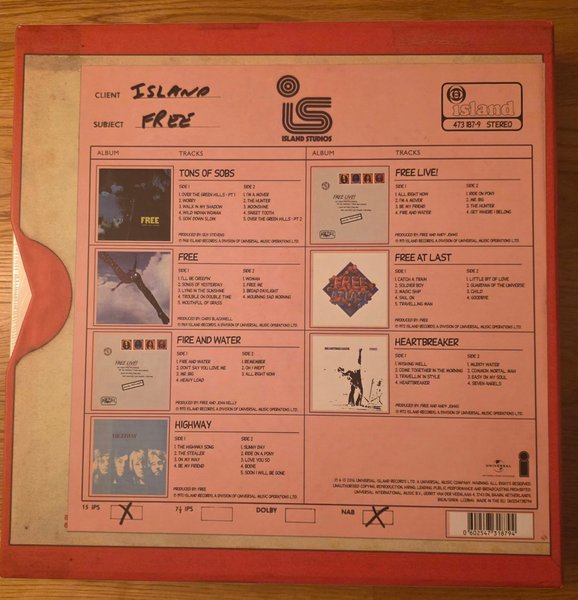 CLIENT ISLAND
SUBJECT FREE
IS
ISLAND STUDIOS
island
473 187-9 STEREO
ALBUM TRACKS
ALBUM TRACKS
TONS OF SOBS
FREE
SIDE 1
1. OVER THE GREEN HILLS - PT 1
2. WORRY
3. WALK IN MY SHADOW
4. WILD INDIAN WOMAN
5. GOIN' DOWN SLOW
SIDE 2
1. I'M A MOVER
2. THE HUNTER
3. MOONSHINE
4. SWEET TOOTH
5. OVER THE GREEN HILLS - PT 2
PRODUCED BY GUY STEVENS
FREE
SIDE 1
1. I'LL BE CREEPIN'
2. SONGS OF YESTERDAY
3. LYING IN THE SUNSHINE
4. TROUBLE ON DOUBLE TIME
5. MOUTHFUL OF GRASS
SIDE 2
1. WOMAN
2. FREE ME
3. BROAD DAYLIGHT
4. MOURNING SAD MORNING
PRODUCED BY CHRIS BLACKWELL
FIRE AND WATER
FREE LIVE!
SIDE 1
1. FIRE AND WATER
2. DON'T SAY YOU LOVE ME
3. MR. BIG
4. HEAVY LOAD
SIDE 2
1. REMEMBER
2. OH I WEPT
3. ALL RIGHT NOW
PRODUCED BY FREE AND JOHN KELLY
HIGHWAY
SIDE 1
1. THE HIGHWAY SONG
2. THE STEALER
3. ON MY WAY
4. BE MY FRIEND
SIDE 2
1. SUNNY DAY
2. RIDE ON A PONY
3. LOVE YOU SO
4. BODIE
5. SOON I WILL BE GONE
PRODUCED BY FREE
FREE LIVE!
FREE LIVE!
SIDE 1
1. ALL RIGHT NOW
2. I'M A MOVER
3. BE MY FRIEND
4. FIRE AND WATER
SIDE 2
1. RIDE ON PONY
2. MR. BIG
3. THE HUNTER
4. GET WHERE I BELONG
PRODUCED BY FREE AND ANDY JOHNS
FREE AT LAST
FREE
SIDE 1
1. CATCH A TRAIN
2. SOLDIER BOY
3. MAGIC SHIP
4. SAIL ON
5. TRAVELLING MAN
SIDE 2
1. LITTLE BIT OF LOVE
2. GUARDIAN OF THE UNIVERSE
3. CHILD
4. GOODBYE
PRODUCED BY FREE
HEARTBREAKER
HEARTBREAKER FREE
SIDE 1
1. WISHING WELL
2. COME TOGETHER IN THE MORNING
3. TRAVELLIN IN STYLE
4. HEARTBREAKER
SIDE 2
1. MUDDY WATER
2. COMMON MORTAL MAN
3. EASY ON MY SOUL
4. SEVEN ANGELS
PRODUCED BY FREE AND ANDY JOHNS
UNIVERSAL
15 IPS X 7½ IPS DOLBY NAB X
0 602547 318794